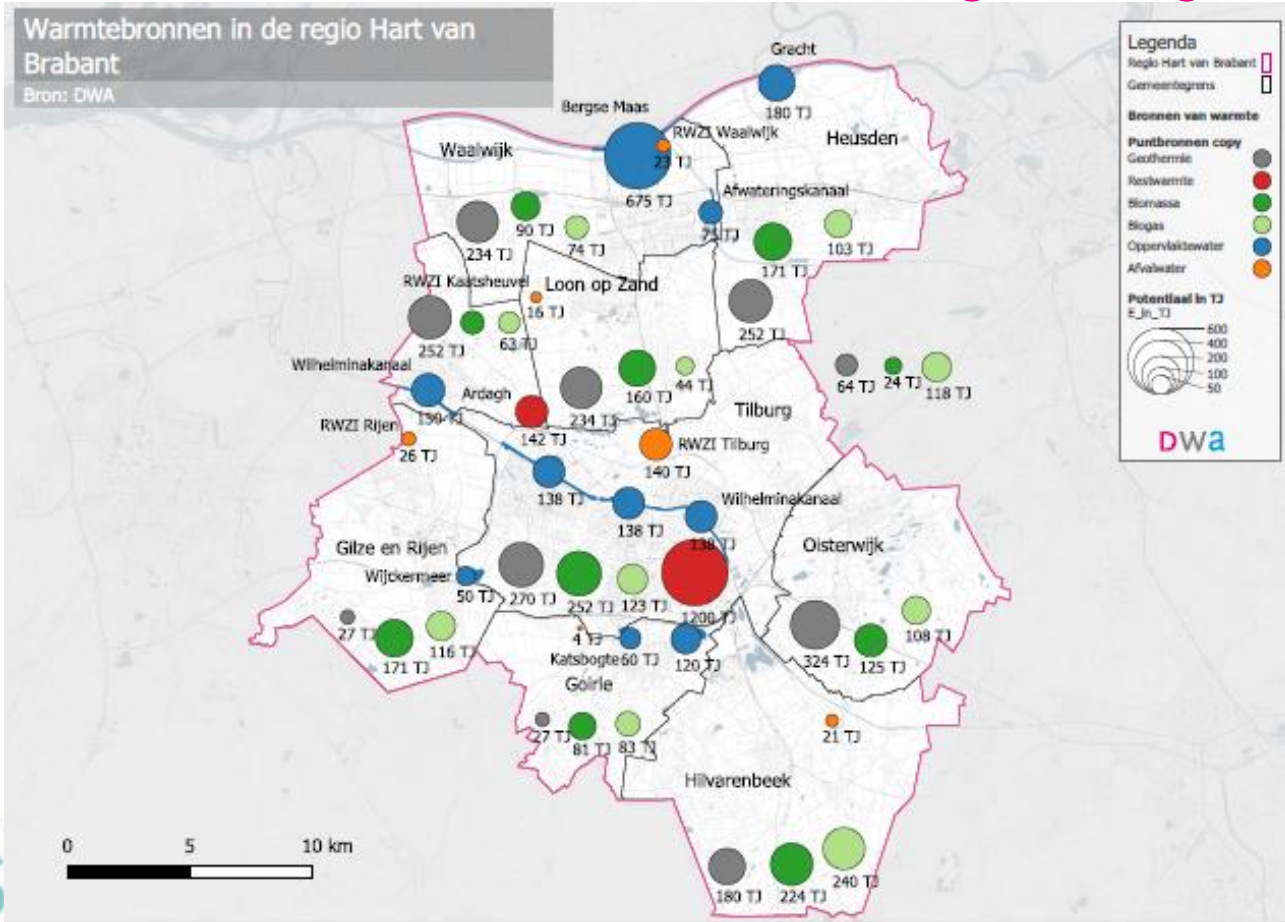 Warmtebronnen in de regio Hart van
Brabant
Bron: DWA
Legenda
Regio Hart van Brabant
Gemeentegrens
Bronnen van warmte
Puntbronnen copy
Geothermie
Restwarmte
Biomassa
Biogas
Oppervlaktewater
Afvalwater
Potentiaal in TJ
E_in_TJ
600
400
200
100
50
DWA
Gracht
180 TJ
Bergse Maas
RWZI Waalwijk
23 TJ
Heusden
Waalwijk
675 TJ
Afwateringskanaal
75 TJ
90 TJ
74 TJ
234 TJ
171 TJ
103 TJ
RWZI Kaatsheuvel
Loon op Zand
16 TJ
252 TJ
63 TJ
252 TJ
Wilhelminakanaal
Ardagh
160 TJ
44 TJ
64 TJ
24 TJ
118 TJ
234 TJ
Tilburg
RWZI Rijen
142 TJ
26 TJ
RWZI Tilburg
140 TJ
138 TJ
138 TJ
Wilhelminakanaal
138 TJ
Oisterwijk
Gilze en Rijen
Wijckermeer
50 TJ
270 TJ
252 TJ
123 TJ
1200 TJ
27 TJ
171 TJ
116 TJ
4 TJ
Katsbogte
60 TJ
120 TJ
324 TJ
125 TJ
108 TJ
Goirle
27 TJ
81 TJ
83 TJ
21 TJ
Hilvarenbeek
180 TJ
224 TJ
240 TJ
0 5 10 km